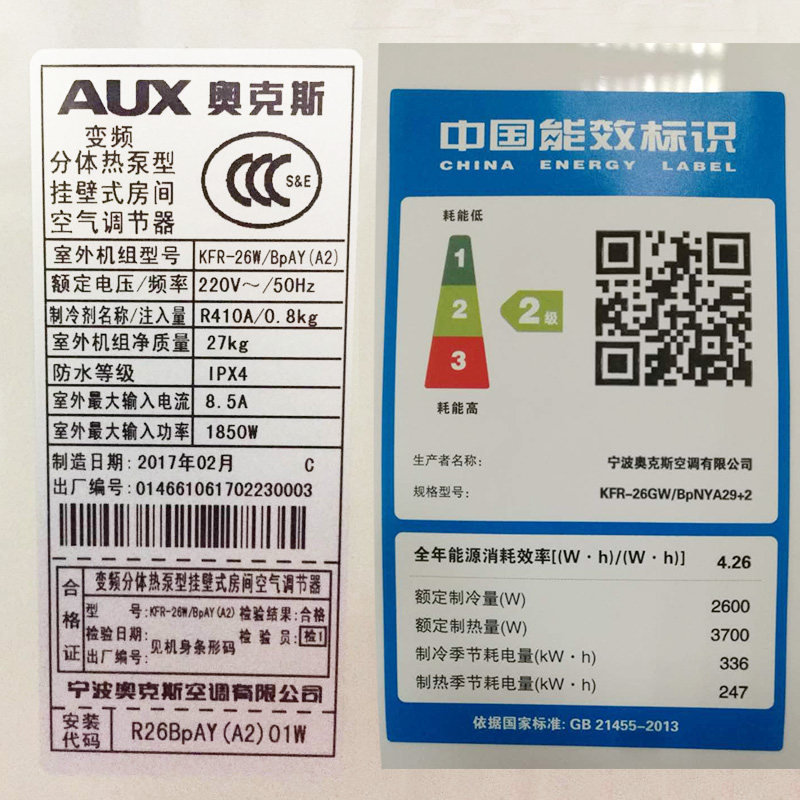 AUX 奥克斯
变频
分体热泵型
挂壁式房间
空气调节器
S&E
室外机组型号 KFR-26W/BpAY(A2)
额定电压/频率 220V～/50Hz
制冷剂名称/注入量 R410A/0.8kg
室外机组净质量 27kg
防水等级 IPX4
室外最大输入电流 8.5A
室外最大输入功率 1850W
制造日期: 2017年02月 C
出厂编号: 014661061702230003
合格证
变频分体热泵型挂壁式房间空气调节器
型 号: KFR-26W/BpAY(A2) 检验结果: 合格
检验日期: 见机身条形码 检 验 员: 检1
出厂编号:
宁波奥克斯空调有限公司
安装代码 R26BpAY(A2)01W
中国能效标识
CHINA ENERGY LABEL
耗能低
1
2
2级
3
耗能高
生产者名称: 宁波奥克斯空调有限公司
规格型号: KFR-26GW/BpNYA29+2
全年能源消耗效率[(W·h)/(W·h)] 4.26
额定制冷量(W) 2600
额定制热量(W) 3700
制冷季节耗电量(kW·h) 336
制热季节耗电量(kW·h) 247
依据国家标准: GB 21455-2013